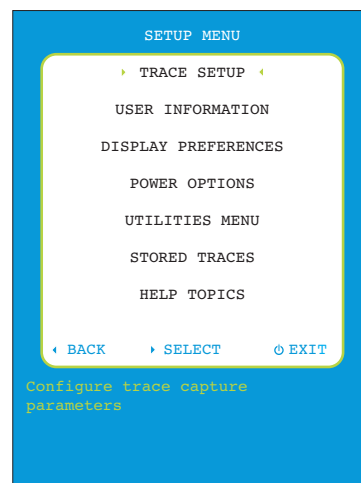 SETUP MENU
TRACE SETUP
USER INFORMATION
DISPLAY PREFERENCES
POWER OPTIONS
UTILITIES MENU
STORED TRACES
HELP TOPICS
BACK SELECT EXIT
Configure trace capture
parameters